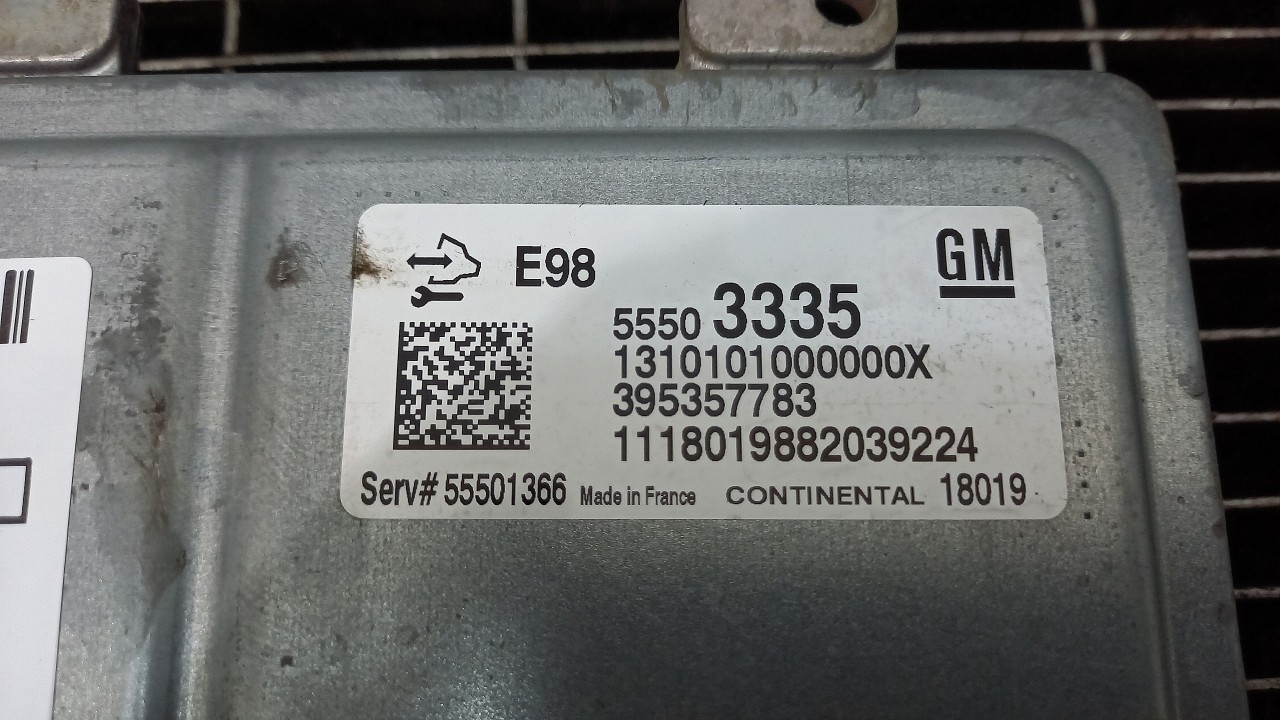 E98
GM
5550 3335
1310101000000X
395357783
1118019882039224
Serv# 55501366 Made in France CONTINENTAL 18019